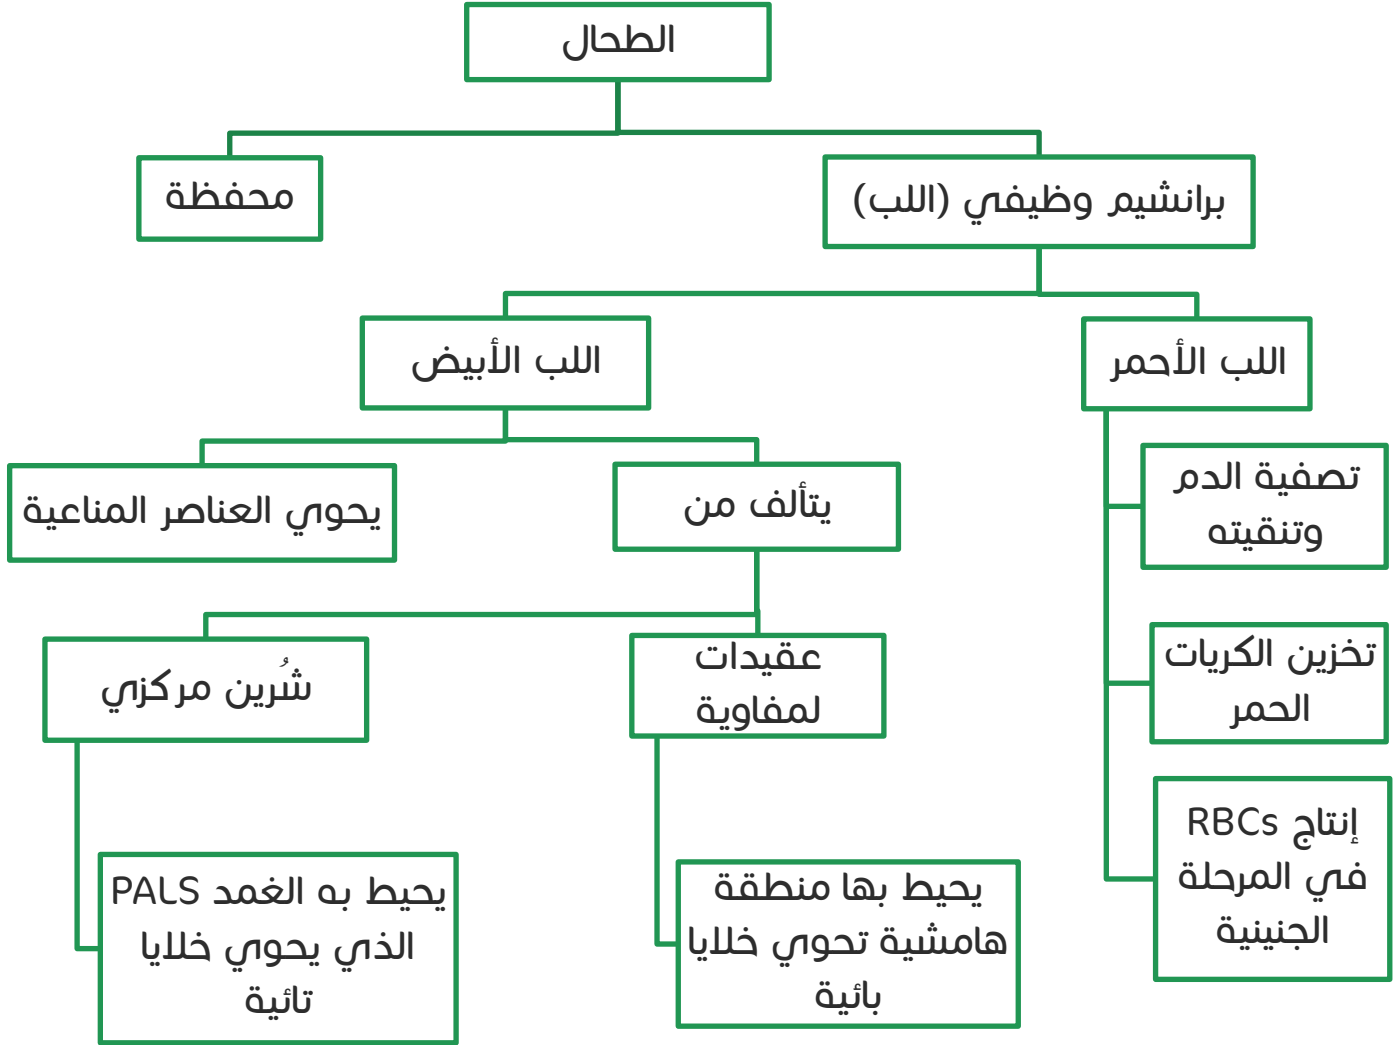 الطحال
برانشيم وظيفي (اللب)
محفظة
اللب الأحمر
اللب الأبيض
تصفية الدم
وتنقيته
يتألف من
يحوي العناصر المناعية
تخزين الكريات
الحمر
عقيدات
لمفاوية
شُرين مركزي
إنتاج RBCs
في المرحلة
الجنينية
يحيط بها منطقة
هامشية تحوي خلايا
بائية
يحيط به الغمد PALS
الذي يحوي خلايا
تائية